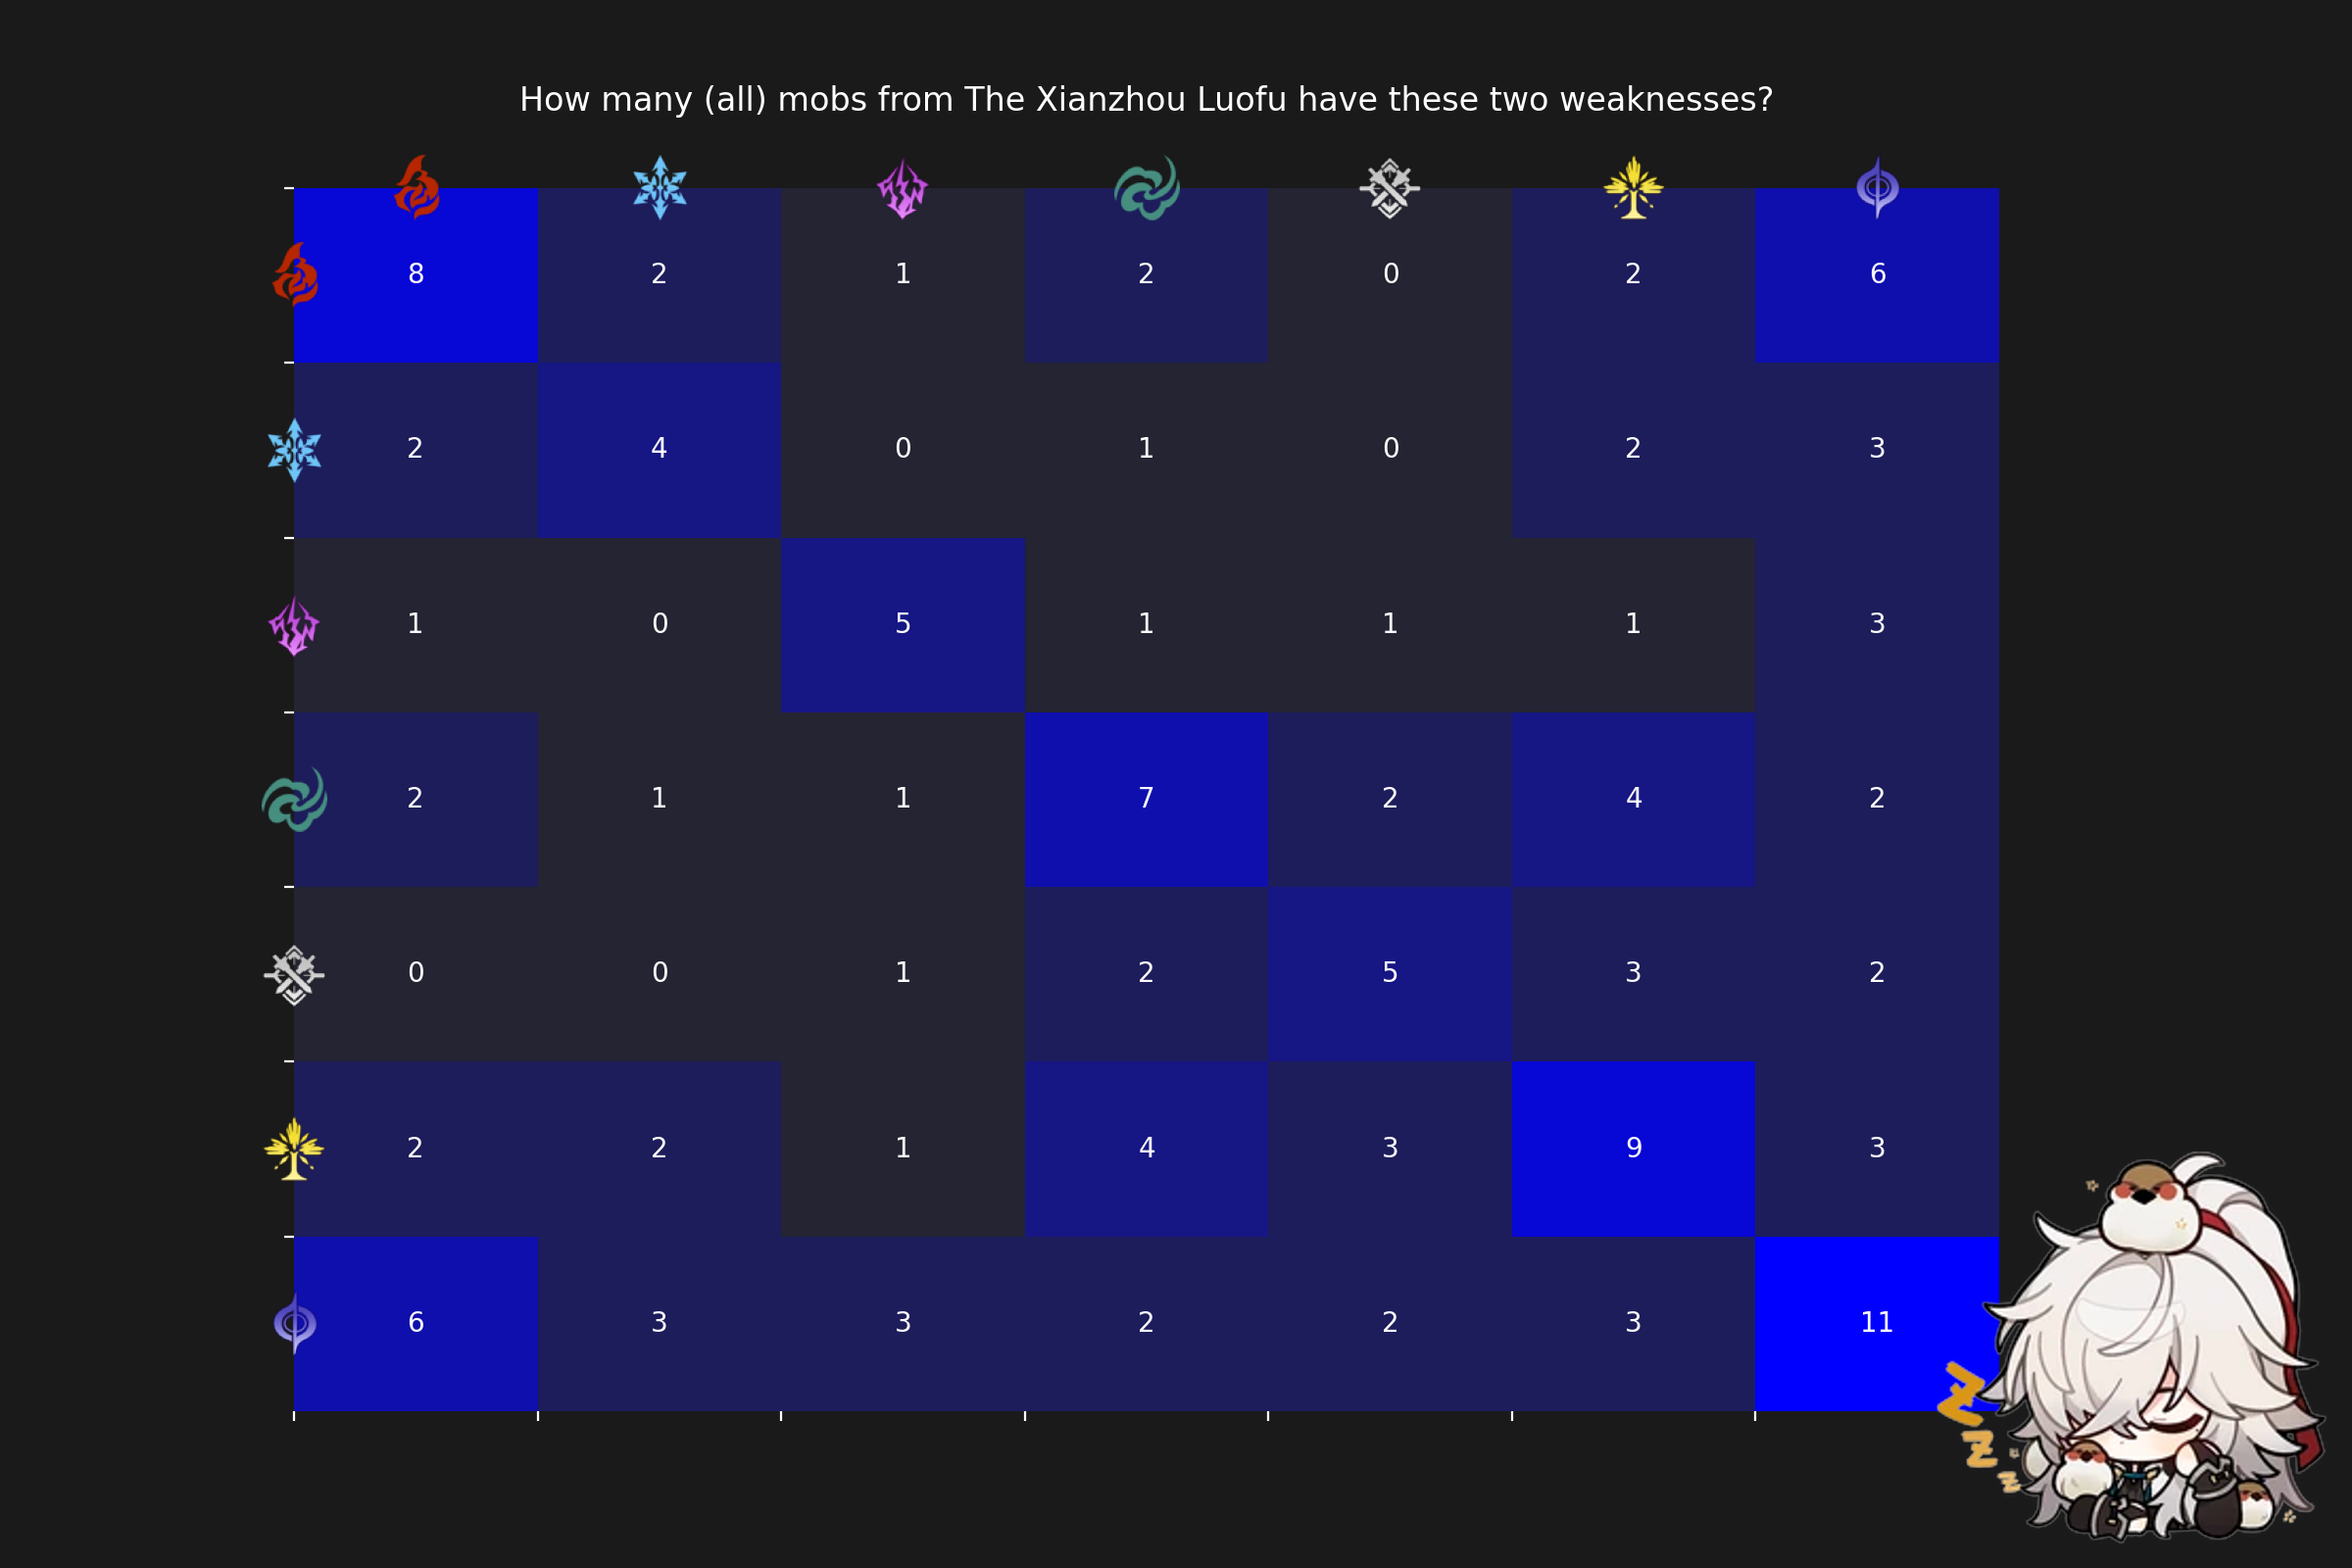 How many (all) mobs from The Xianzhou Luofu have these two weaknesses?
8 2 1 2 0 2 6
2 4 0 1 0 2 3
1 0 5 1 1 1 3
2 1 1 7 2 4 2
0 0 1 2 5 3 2
2 2 1 4 3 9 3
6 3 3 2 2 3 11
Z
Z
Z